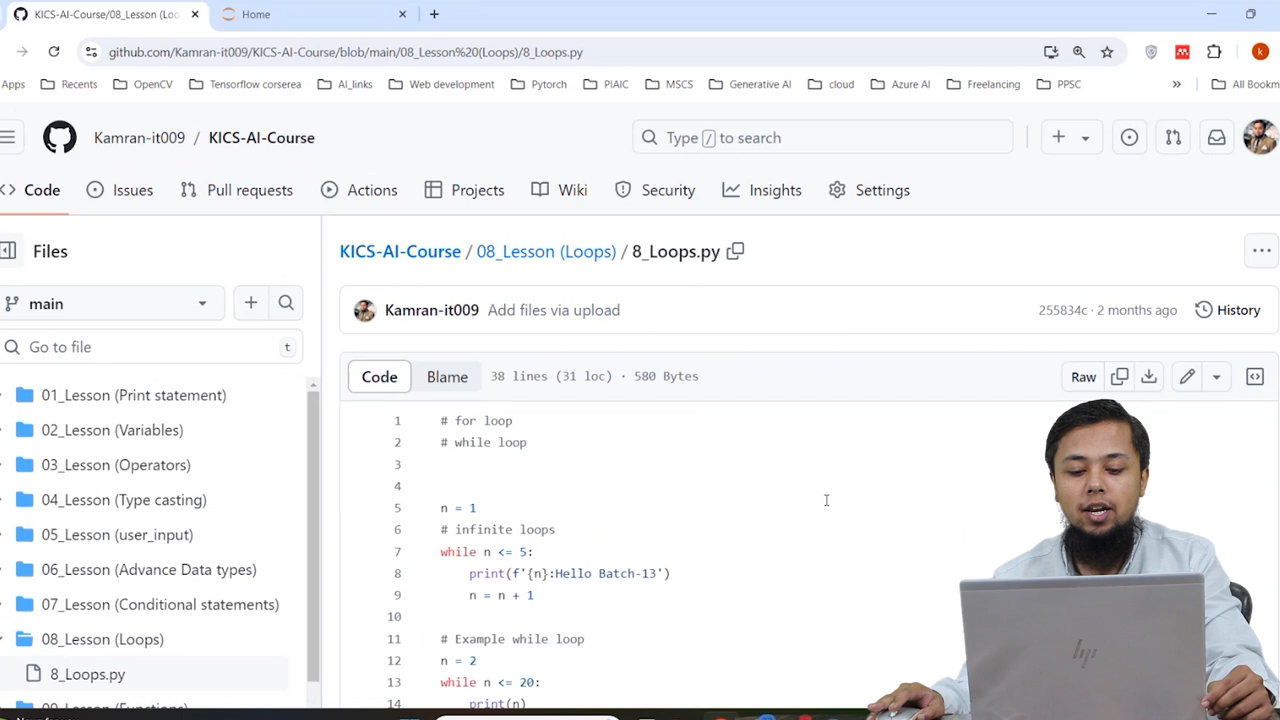 KICS-AI-Course/08_Lesson (Loo
Home
github.com/Kamran-it009/KICS-AI-Course/blob/main/08_Lesson%20(Loops)/8_Loops.py
k
Apps
Recents
OpenCV
Tensorflow corserea
AI_links
Web development
Pytorch
PIAIC
MSCS
Generative AI
cloud
Azure AI
Freelancing
PPSC
»
All Bookm
Kamran-it009 / KICS-AI-Course
Type / to search
Code
Issues
Pull requests
Actions
Projects
Wiki
Security
Insights
Settings
Files
KICS-AI-Course / 08_Lesson (Loops) / 8_Loops.py
main
Kamran-it009 Add files via upload
255834c · 2 months ago
History
Go to file
t
Code
Blame
38 lines (31 loc) · 580 Bytes
Raw
01_Lesson (Print statement)
02_Lesson (Variables)
03_Lesson (Operators)
04_Lesson (Type casting)
05_Lesson (user_input)
06_Lesson (Advance Data types)
07_Lesson (Conditional statements)
08_Lesson (Loops)
8_Loops.py
1 # for loop
2 # while loop
3
4
5 n = 1
6 # infinite loops
7 while n <= 5:
8 print(f'{n}:Hello Batch-13')
9 n = n + 1
10
11 # Example while loop
12 n = 2
13 while n <= 20:
14 print(n)
hp